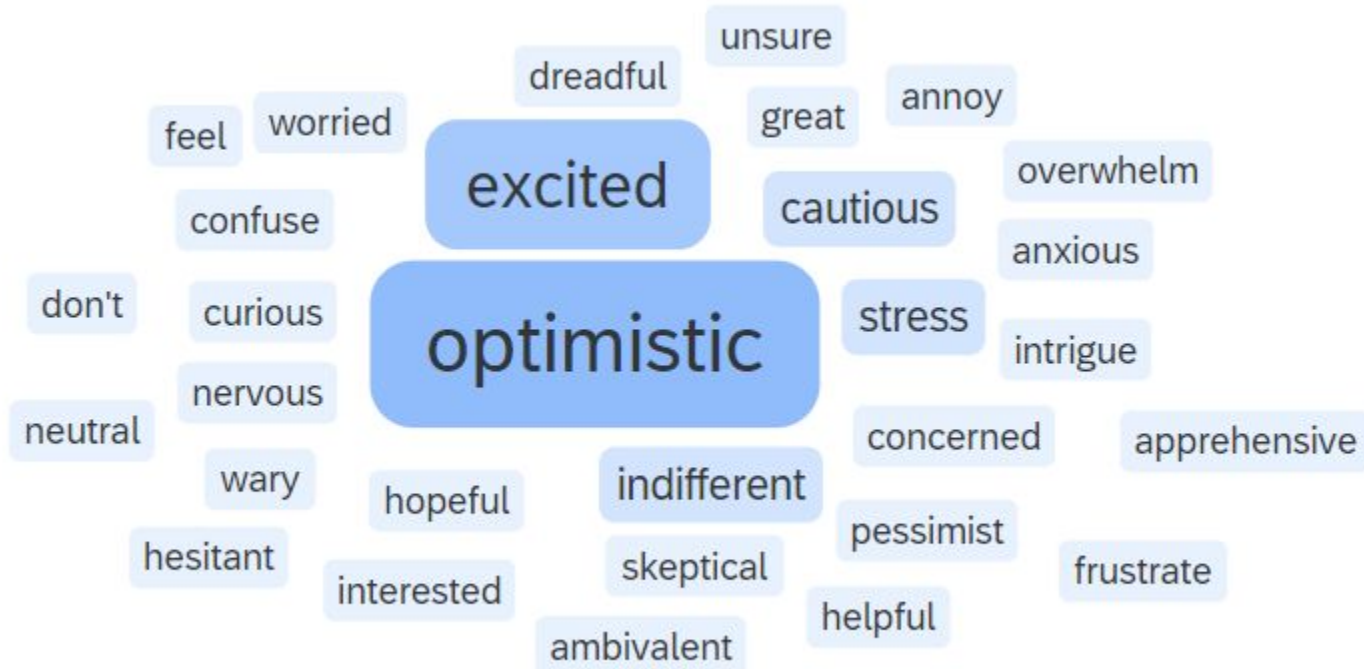 unsure
dreadful
annoy
great
worried
feel
overwhelm
excited
cautious
confuse
anxious
don't
curious
stress
optimistic
intrigue
nervous
neutral
concerned
apprehensive
wary
indifferent
hopeful
pessimist
hesitant
skeptical
frustrate
interested
helpful
ambivalent